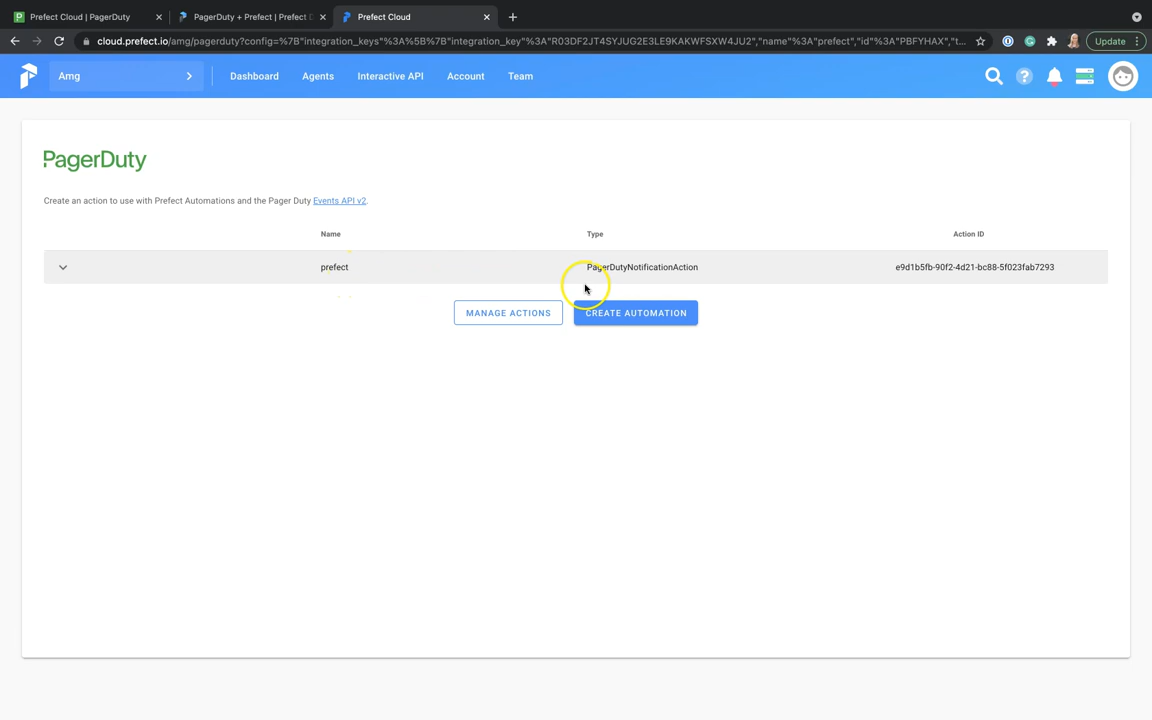 Prefect Cloud | PagerDuty
PagerDuty + Prefect | Prefect D
Prefect Cloud
cloud.prefect.io/amg/pagerduty?config=%7B"integration_keys"%3A%5B%7B"integration_key"%3A"R03DF2JT4SYJUG2E3LE9KAKWFSXW4JU2","name"%3A"prefect","id"%3A"PBFYHAX","t...
Update
Amg
Dashboard
Agents
Interactive API
Account
Team
PagerDuty
Create an action to use with Prefect Automations and the Pager Duty Events API v2.
Name
Type
Action ID
prefect
PagerDutyNotificationAction
e9d1b5fb-90f2-4d21-bc88-5f023fab7293
MANAGE ACTIONS
CREATE AUTOMATION